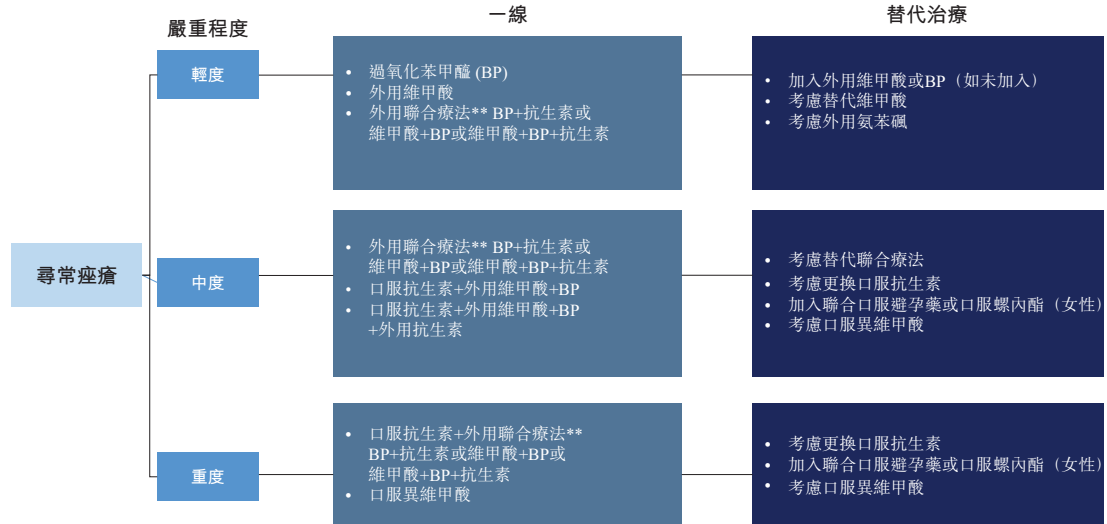 嚴重程度
一線
替代治療
尋常痤瘡
輕度
• 過氧化苯甲醯 (BP)
• 外用維甲酸
• 外用聯合療法** BP+抗生素或
維甲酸+BP或維甲酸+BP+抗生素
• 加入外用維甲酸或BP（如未加入）
• 考慮替代維甲酸
• 考慮外用氨苯碸
中度
• 外用聯合療法** BP+抗生素或
維甲酸+BP或維甲酸+BP+抗生素
• 口服抗生素+外用維甲酸+BP
• 口服抗生素+外用維甲酸+BP
+外用抗生素
• 考慮替代聯合療法
• 考慮更換口服抗生素
• 加入聯合口服避孕藥或口服螺內酯（女性）
• 考慮口服異維甲酸
重度
• 口服抗生素+外用聯合療法**
BP+抗生素或維甲酸+BP或
維甲酸+BP+抗生素
• 口服異維甲酸
• 考慮更換口服抗生素
• 加入聯合口服避孕藥或口服螺內酯（女性）
• 考慮口服異維甲酸